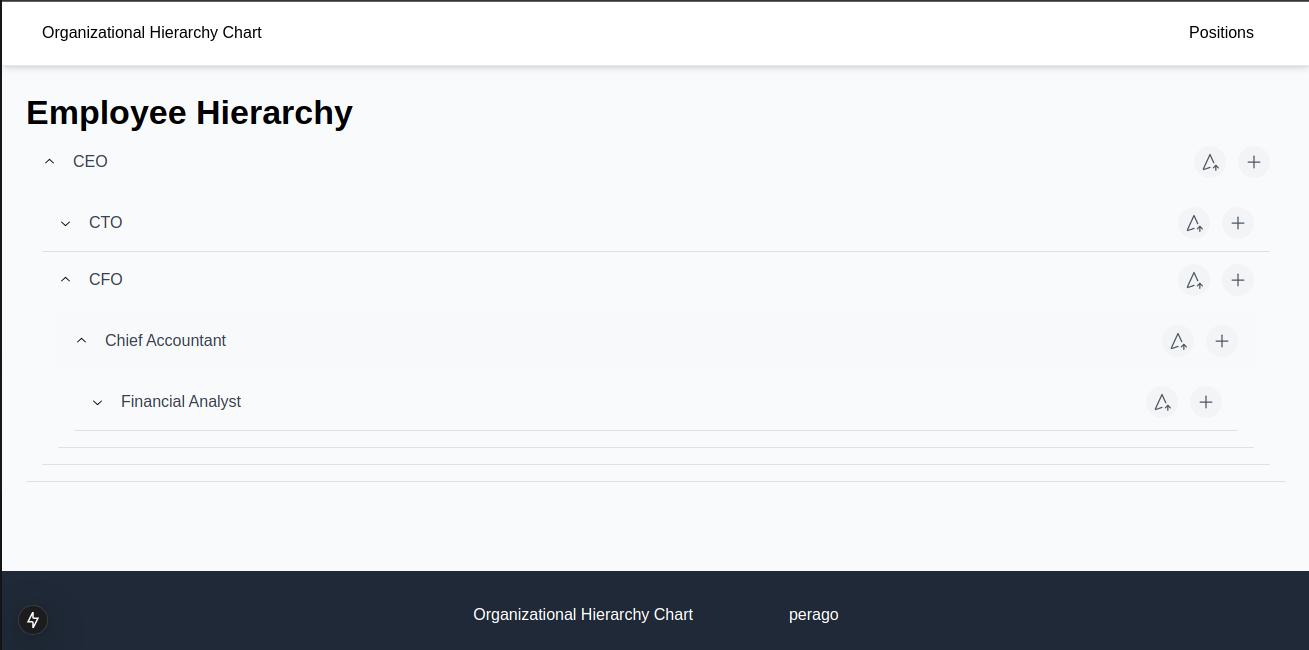 Organizational Hierarchy Chart Positions
Employee Hierarchy
CEO
CTO
CFO
Chief Accountant
Financial Analyst
Organizational Hierarchy Chart perago